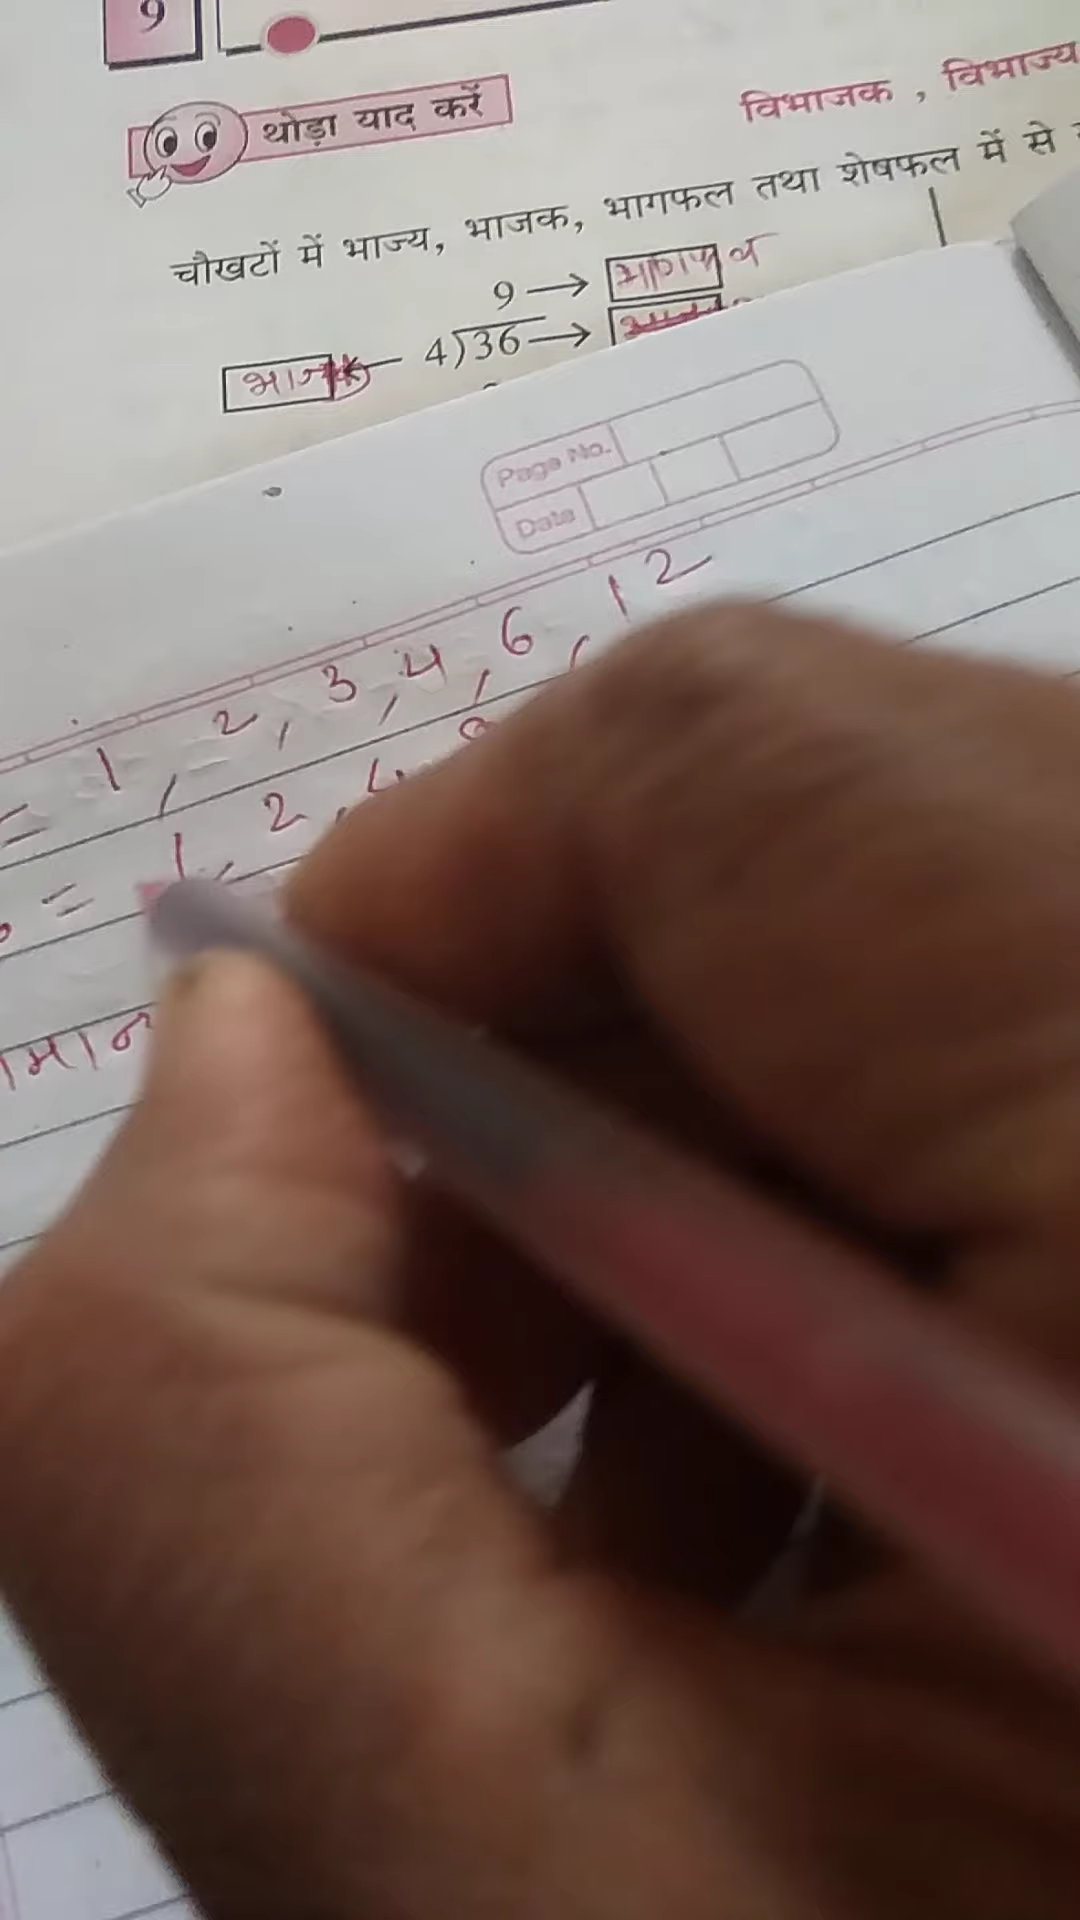 9
थोड़ा याद करें
विभाजक , विभाज्य
चौखटों में भाज्य, भाजक, भागफल तथा शेषफल में से
9 → भागफल
भाजक 4)36 →
Page No.
Date
= 1, 2, 3, 4, 6, 12
= 1, 2, 4